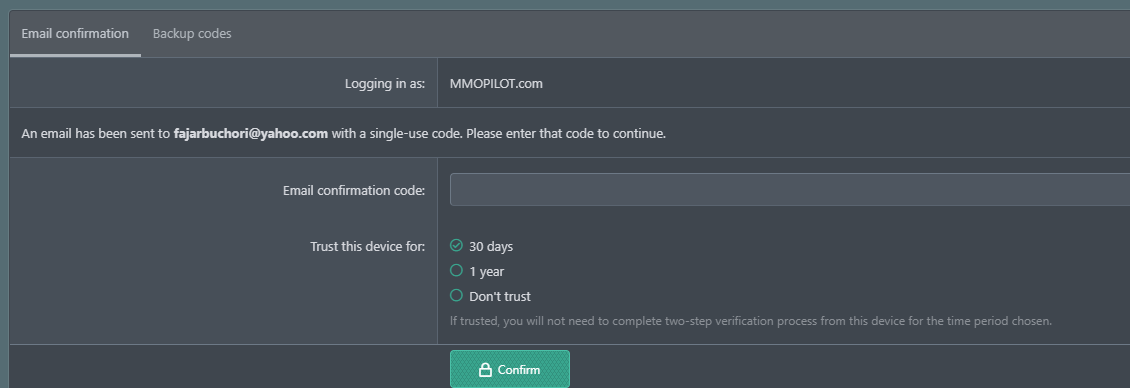 Email confirmation Backup codes
Logging in as: MMOPILOT.com
An email has been sent to fajarbuchori@yahoo.com with a single-use code. Please enter that code to continue.
Email confirmation code:
Trust this device for: 30 days
1 year
Don't trust
If trusted, you will not need to complete two-step verification process from this device for the time period chosen.
Confirm